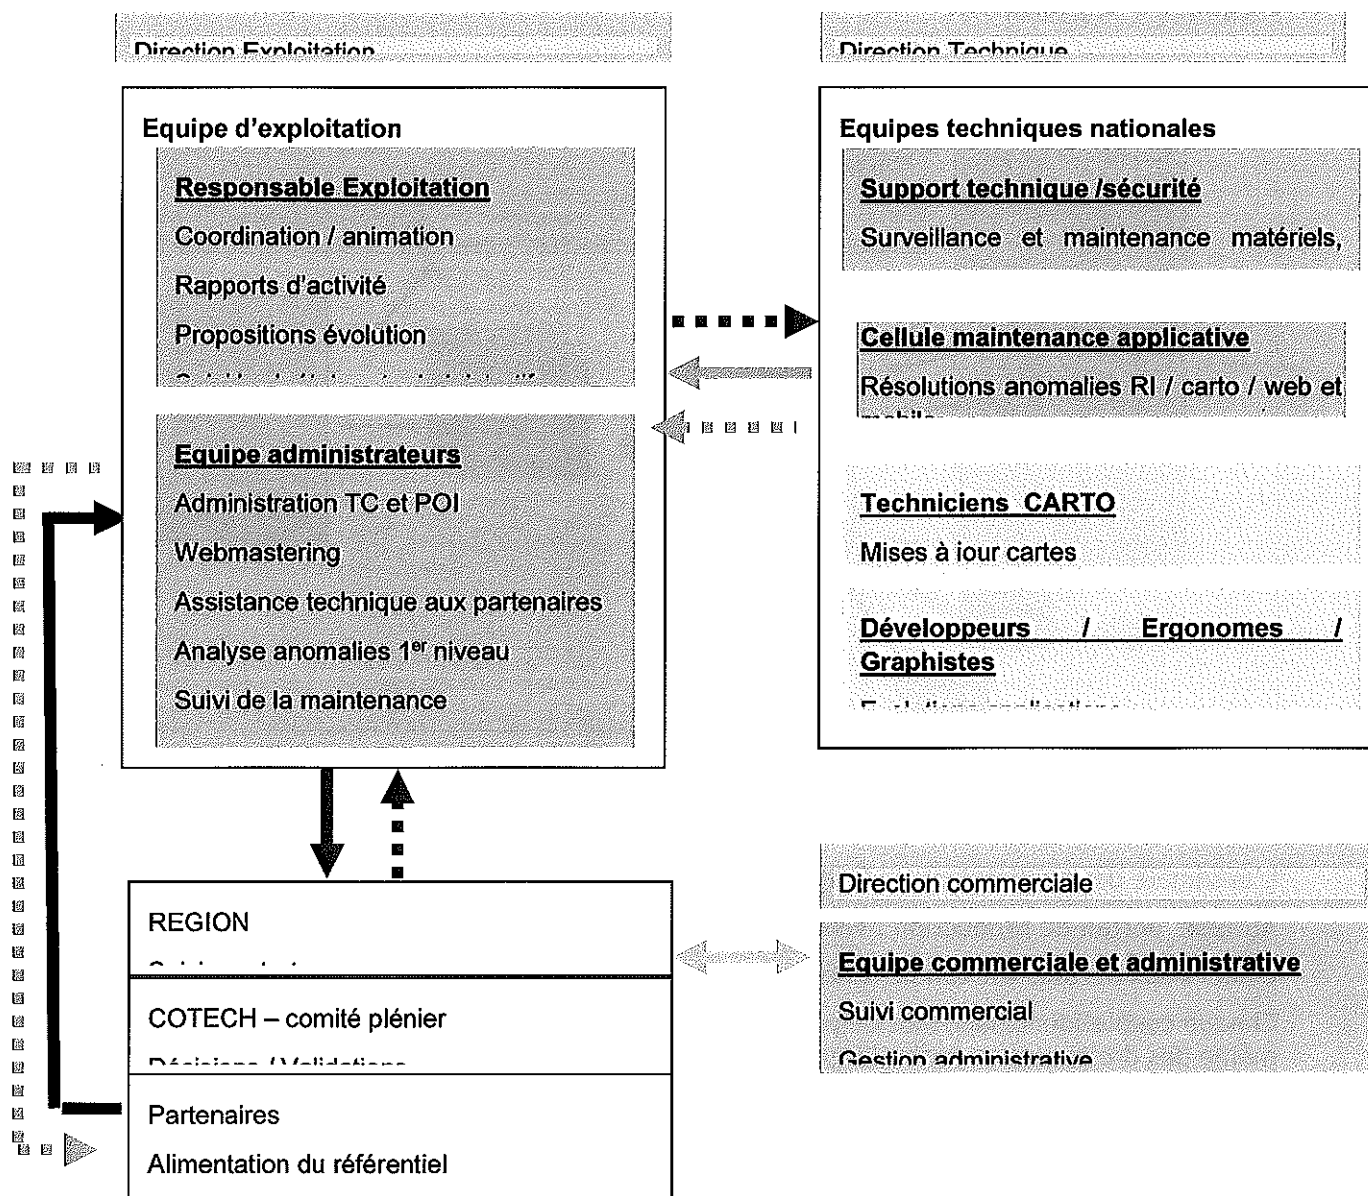 Direction Exploitation
Equipe d'exploitation
Responsable Exploitation
Coordination / animation
Rapports d'activité
Propositions évolution
Equipe administrateurs
Administration TC et POI
Webmastering
Assistance technique aux partenaires
Analyse anomalies 1er niveau
Suivi de la maintenance
REGION
COTECH – comité plénier
Décisions / Validations
Partenaires
Alimentation du référentiel
Direction Technique
Equipes techniques nationales
Support technique /sécurité
Surveillance et maintenance matériels,
Cellule maintenance applicative
Résolutions anomalies RI / carto / web et
mobile
Techniciens CARTO
Mises à jour cartes
Développeurs / Ergonomes /
Graphistes
Direction commerciale
Equipe commerciale et administrative
Suivi commercial
Gestion administrative